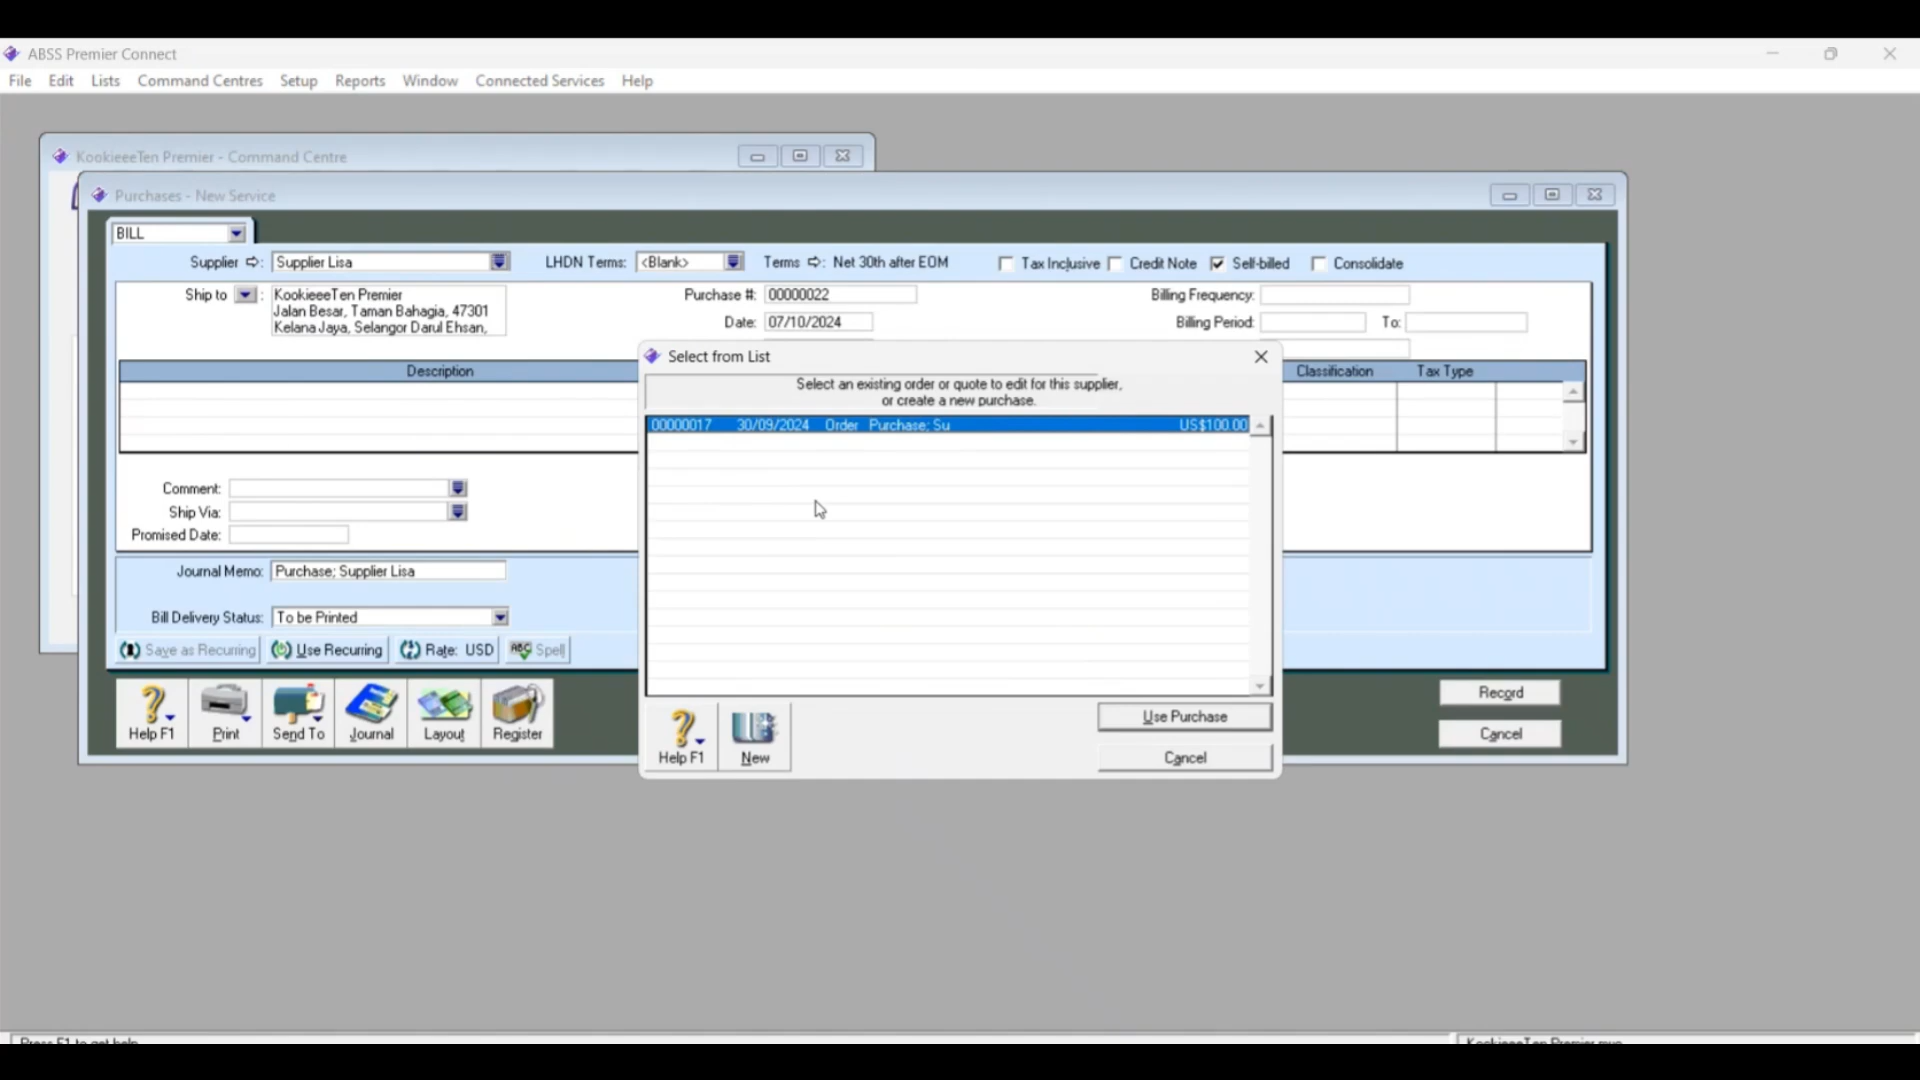 ABSS Premier Connect
File Edit Lists Command Centres Setup Reports Window Connected Services Help
KookieeeTen Premier - Command Centre
Purchases - New Service
BILL
Supplier ⇨: Supplier Lisa LHDN Terms: <Blank> Terms ⇨: Net 30th after EOM Tax Inclusive Credit Note Self-billed Consolidate
Ship to : KookieeeTen Premier Purchase #: 00000022 Billing Frequency:
Jalan Besar, Taman Bahagia, 47301
Kelana Jaya, Selangor Darul Ehsan, Date: 07/10/2024 Billing Period: To:
Select from List
Description Classification Tax Type
Select an existing order or quote to edit for this supplier,
or create a new purchase.
00000017 30/09/2024 Order Purchase; Su US$100.00
Comment:
Ship Via:
Promised Date:
Journal Memo: Purchase; Supplier Lisa
Bill Delivery Status: To be Printed
Save as Recurring Use Recurring Rate: USD ABC Spell
Help F1 Print Send To Journal Layout Register
Record
Cancel
Use Purchase
Help F1 New
Cancel
Press F1 to get help